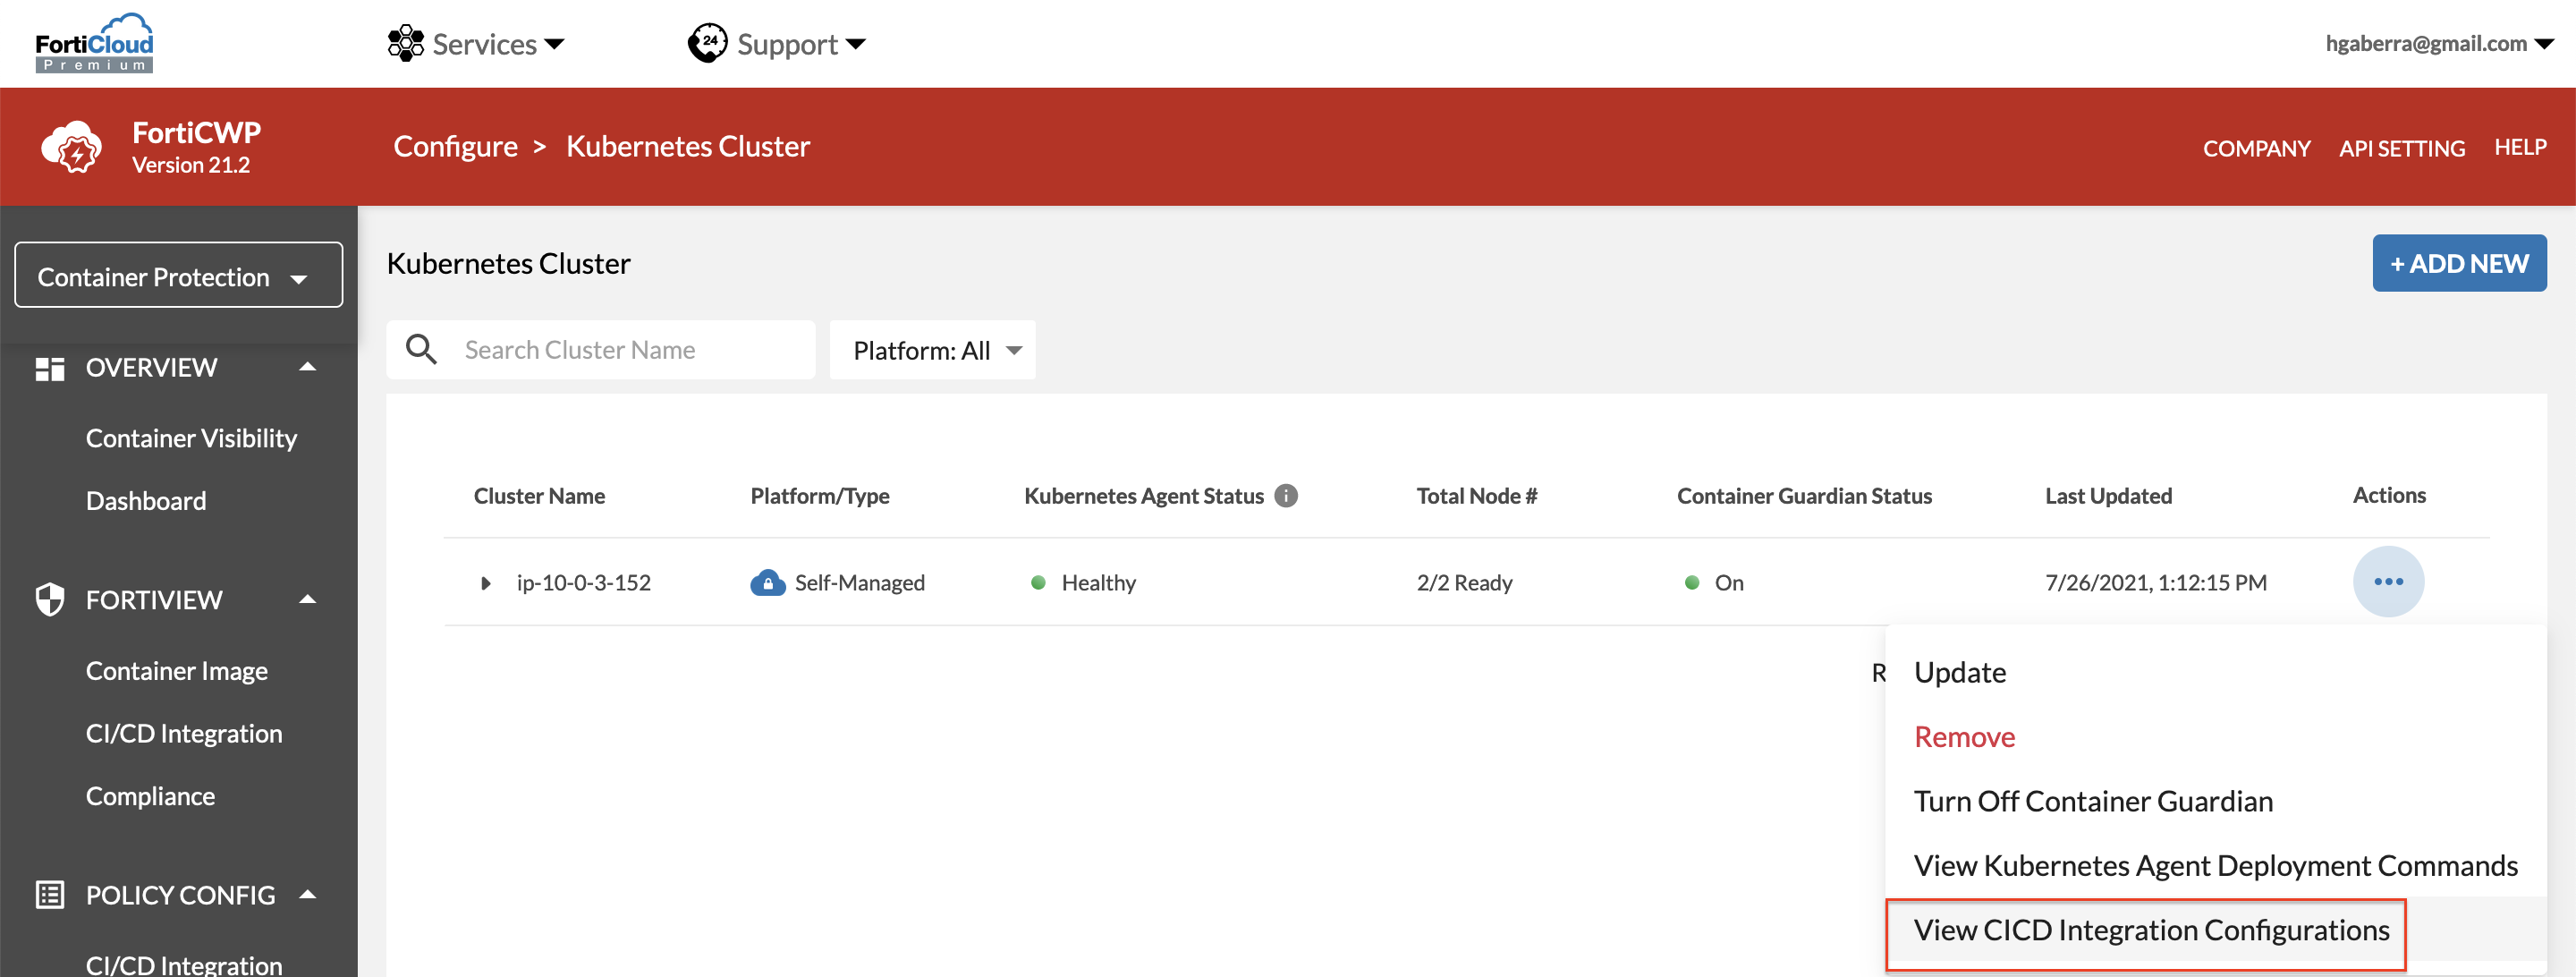 FortiCloud
Premium
Services
24
Support
hgaberra@gmail.com
FortiCWP
Version 21.2
Configure > Kubernetes Cluster
COMPANY
API SETTING
HELP
Container Protection
OVERVIEW
Container Visibility
Dashboard
FORTIVIEW
Container Image
CI/CD Integration
Compliance
POLICY CONFIG
CI/CD Integration
Kubernetes Cluster
+ ADD NEW
Search Cluster Name
Platform: All
Cluster Name Platform/Type Kubernetes Agent Status i Total Node # Container Guardian Status Last Updated Actions
ip-10-0-3-152 Self-Managed Healthy 2/2 Ready On 7/26/2021, 1:12:15 PM
R
Update
Remove
Turn Off Container Guardian
View Kubernetes Agent Deployment Commands
View CICD Integration Configurations